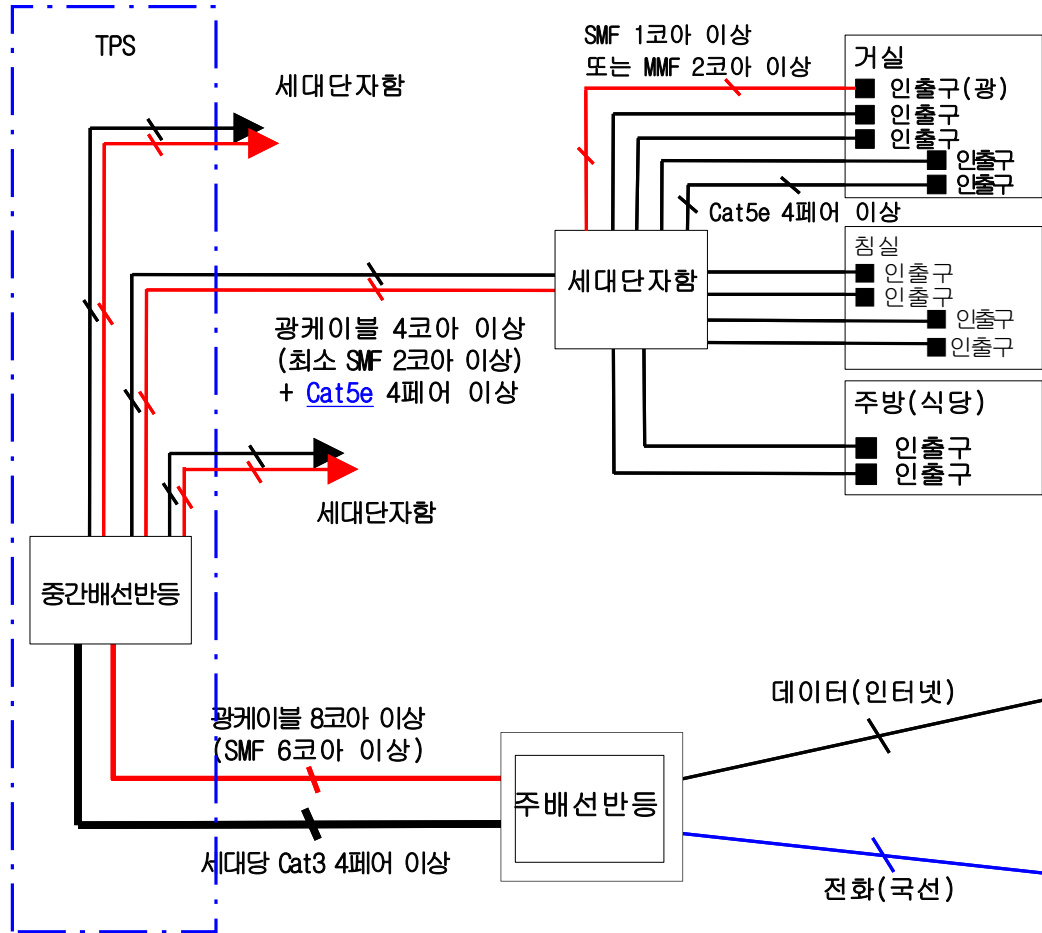 TPS
세대단자함
SMF 1코아 이상
또는 MMF 2코아 이상
거실
인출구(광)
인출구
인출구
인출구
인출구
Cat5e 4페어 이상
세대단자함
침실
인출구
인출구
인출구
인출구
광케이블 4코아 이상
(최소 SMF 2코아 이상)
+ Cat5e 4페어 이상
주방(식당)
인출구
인출구
세대단자함
중간배선반등
데이터(인터넷)
광케이블 8코아 이상
(SMF 6코아 이상)
주배선반등
세대당 Cat3 4페어 이상
전화(국선)